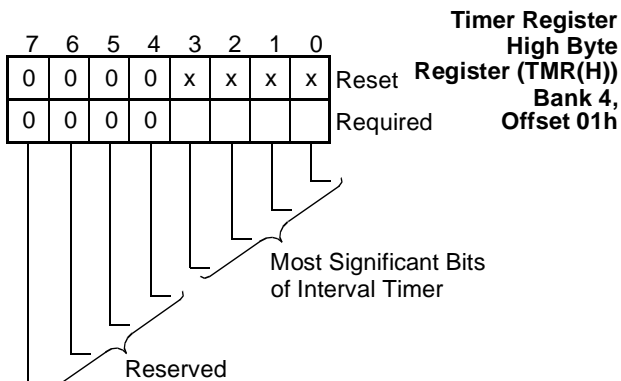 Timer Register
High Byte
Register (TMR(H))
Bank 4,
Offset 01h
7 6 5 4 3 2 1 0
0 0 0 0 x x x x Reset
0 0 0 0 Required
Most Significant Bits
of Interval Timer
Reserved